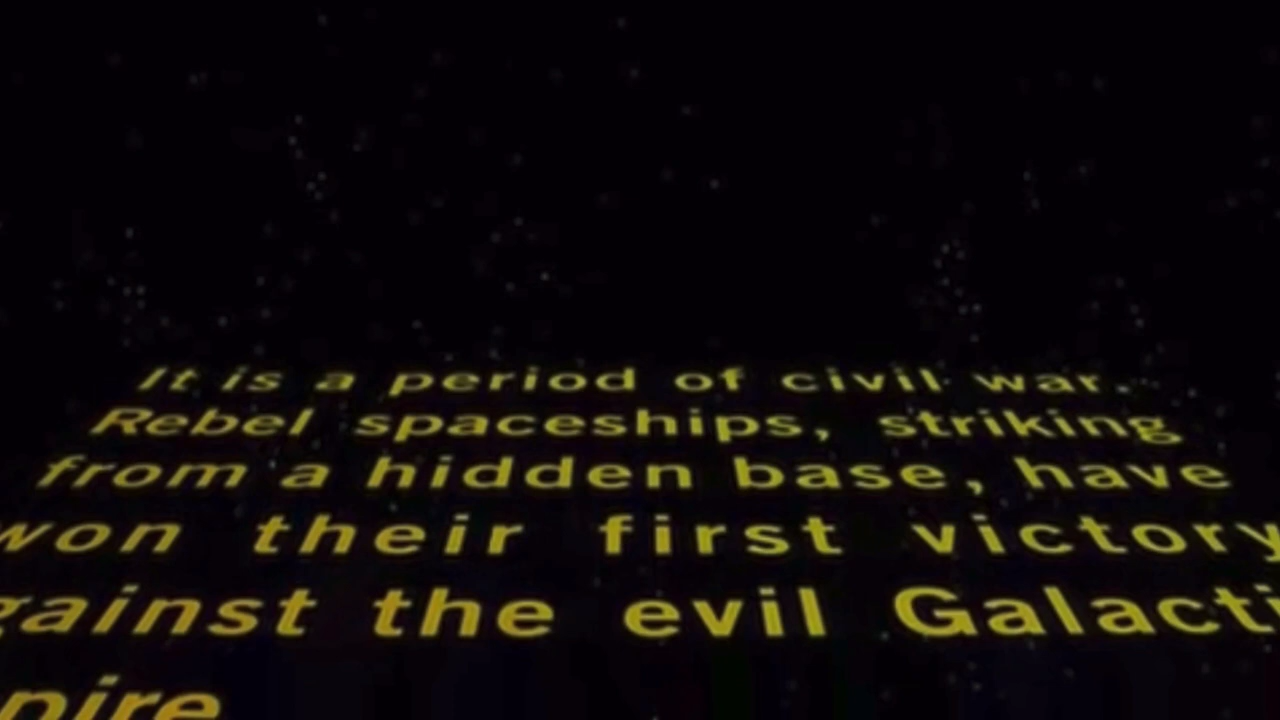 It is a period of civil war.
Rebel spaceships, striking
from a hidden base, have
won their first victory
gainst the evil Galacti
pire